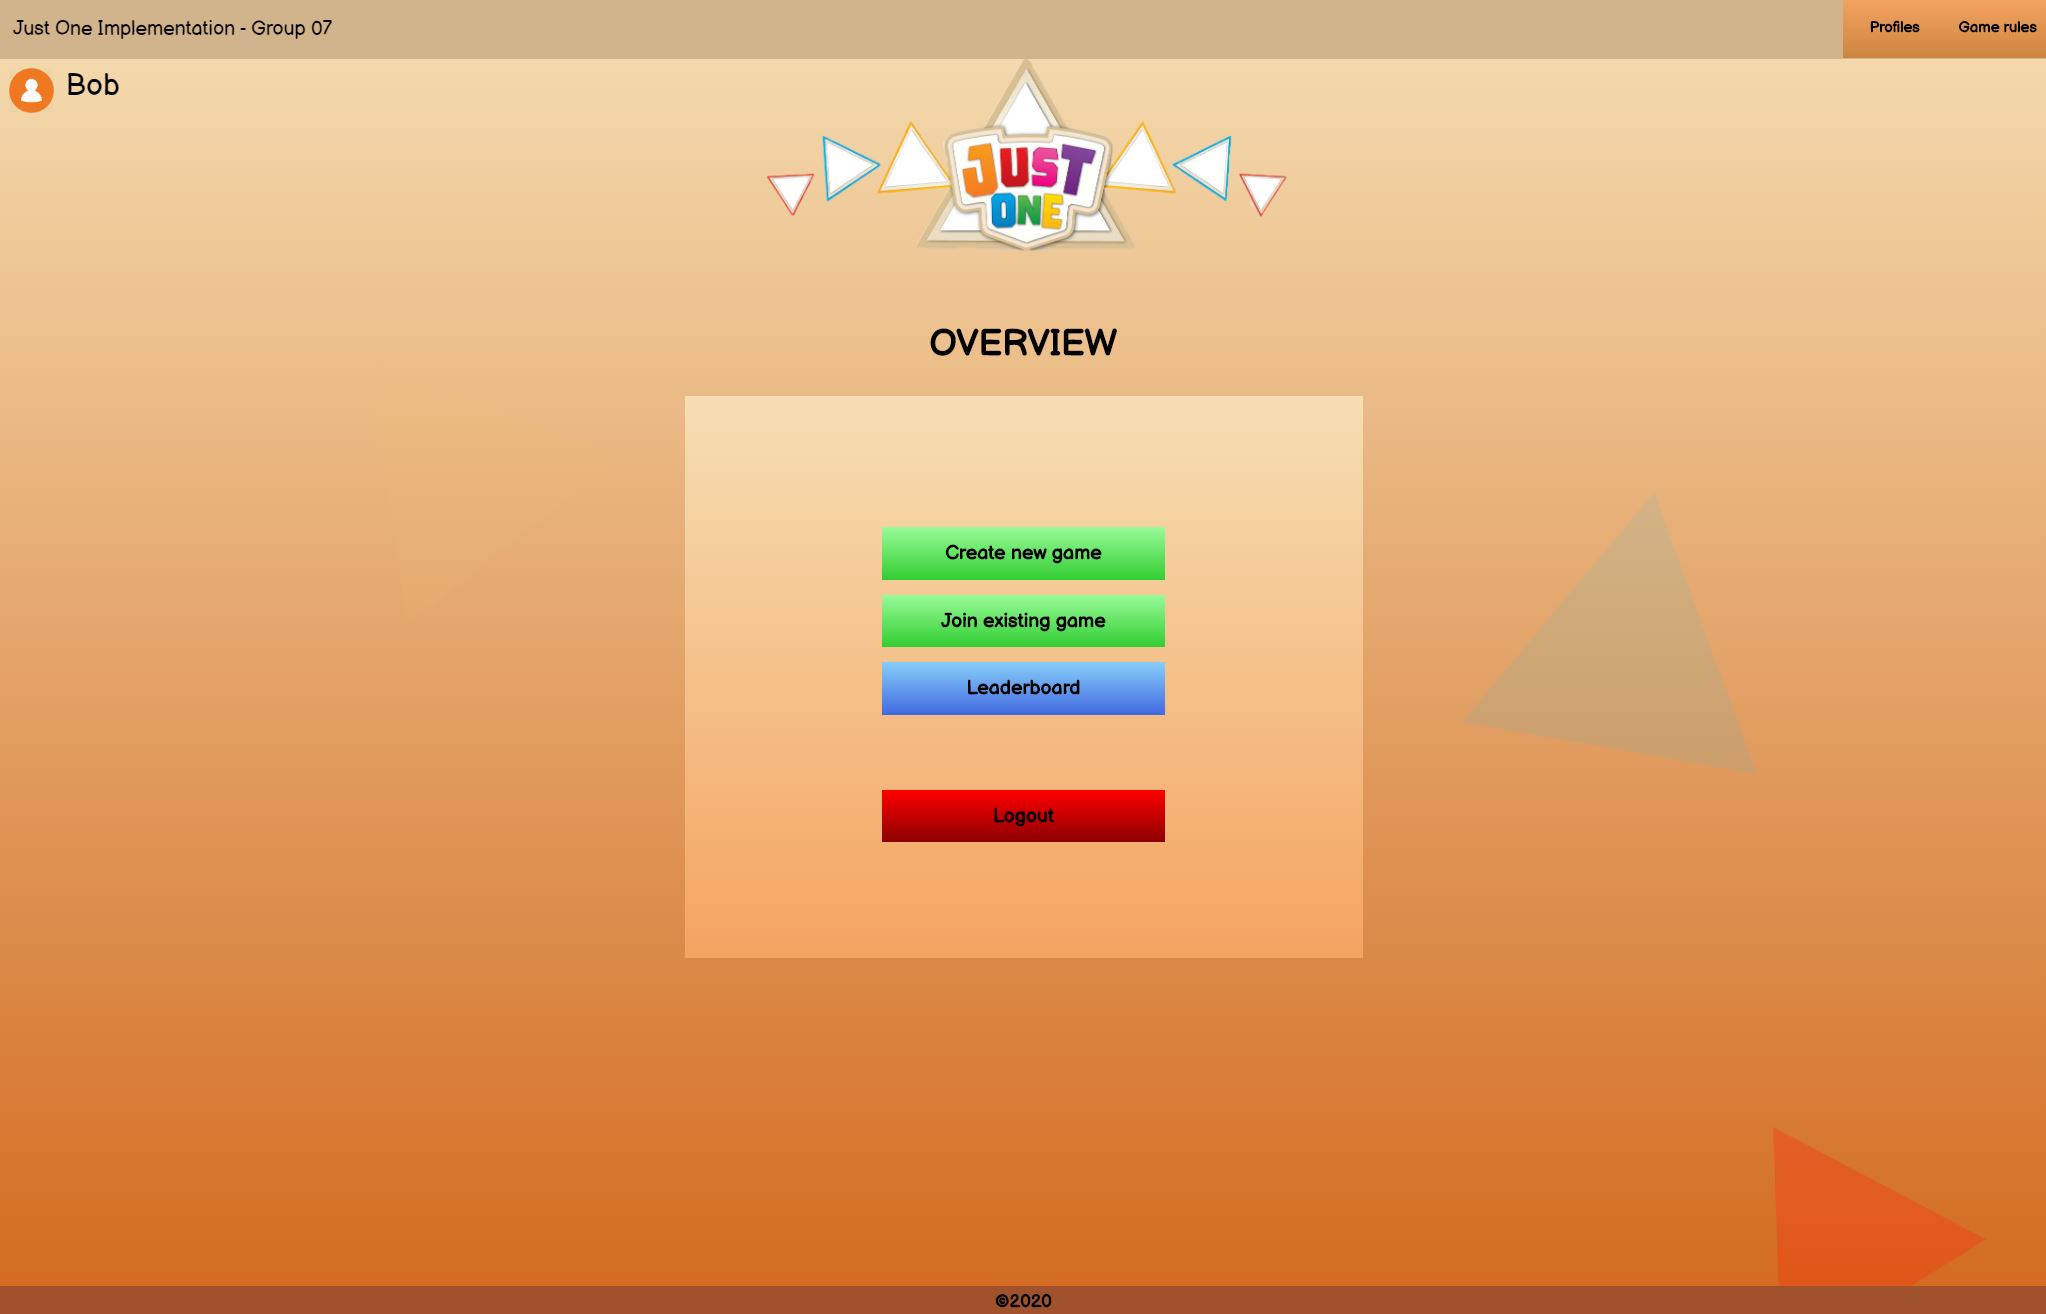 Just One Implementation - Group 07
Profiles
Game rules
Bob
JUST
ONE
OVERVIEW
Create new game
Join existing game
Leaderboard
Logout
©2020